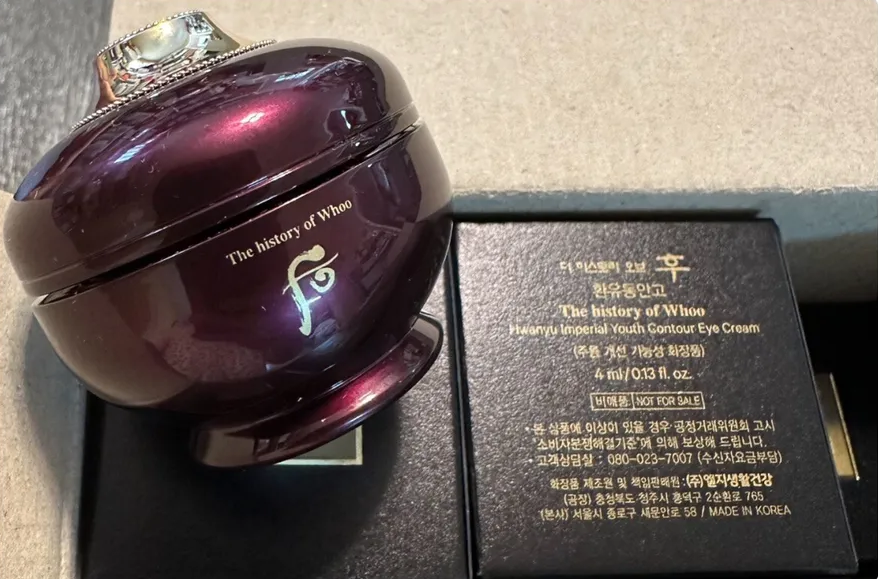 The history of Whoo
더 히스토리 오브 후
환유동안고
The history of Whoo
Hwanyu Imperial Youth Contour Eye Cream
(주름 개선 기능성 화장품)
4 ml/0.13 fl. oz.
비매품 NOT FOR SALE
• 본 상품에 이상이 있을 경우 공정거래위원회 고시
"소비자분쟁해결기준"에 의해 보상해 드립니다.
• 고객상담실 : 080-023-7007 (수신자요금부담)
화장품 제조원 및 책임판매원 : (주)엘지생활건강
(공장) 충청북도 청주시 흥덕구 2순환로 765
(본사) 서울시 종로구 새문안로 58 / MADE IN KOREA